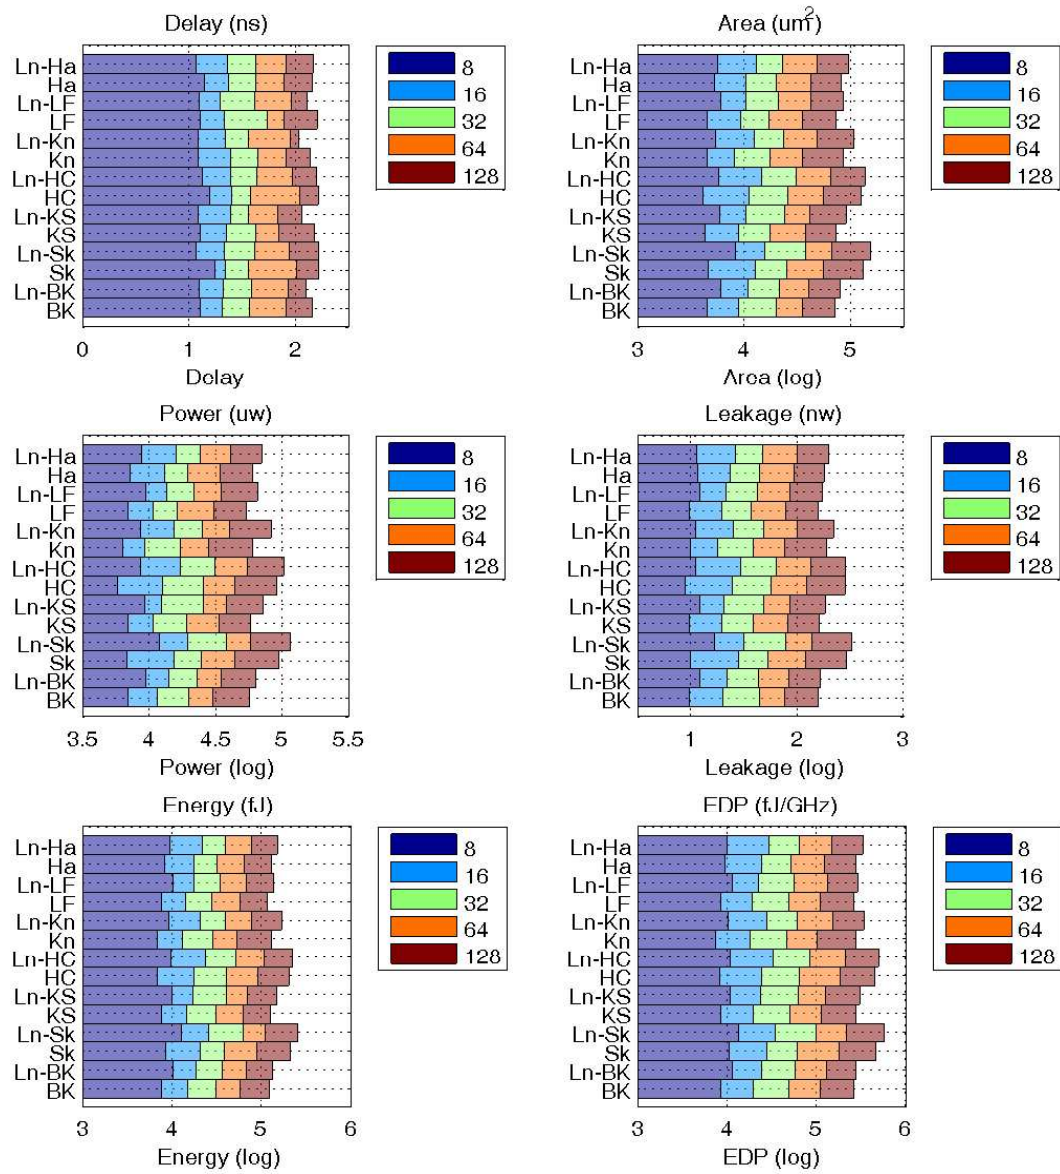 Delay (ns)
Ln-Ha
Ha
Ln-LF
LF
Ln-Kn
Kn
Ln-HC
HC
Ln-KS
KS
Ln-Sk
Sk
Ln-BK
BK
0 1 2
Delay
8
16
32
64
128
Area (um²)
Ln-Ha
Ha
Ln-LF
LF
Ln-Kn
Kn
Ln-HC
HC
Ln-KS
KS
Ln-Sk
Sk
Ln-BK
BK
3 4 5
Area (log)
8
16
32
64
128
Power (uw)
Ln-Ha
Ha
Ln-LF
LF
Ln-Kn
Kn
Ln-HC
HC
Ln-KS
KS
Ln-Sk
Sk
Ln-BK
BK
3.5 4 4.5 5 5.5
Power (log)
8
16
32
64
128
Leakage (nw)
Ln-Ha
Ha
Ln-LF
LF
Ln-Kn
Kn
Ln-HC
HC
Ln-KS
KS
Ln-Sk
Sk
Ln-BK
BK
1 2 3
Leakage (log)
8
16
32
64
128
Energy (fJ)
Ln-Ha
Ha
Ln-LF
LF
Ln-Kn
Kn
Ln-HC
HC
Ln-KS
KS
Ln-Sk
Sk
Ln-BK
BK
3 4 5 6
Energy (log)
8
16
32
64
128
EDP (fJ/GHz)
Ln-Ha
Ha
Ln-LF
LF
Ln-Kn
Kn
Ln-HC
HC
Ln-KS
KS
Ln-Sk
Sk
Ln-BK
BK
3 4 5 6
EDP (log)
8
16
32
64
128